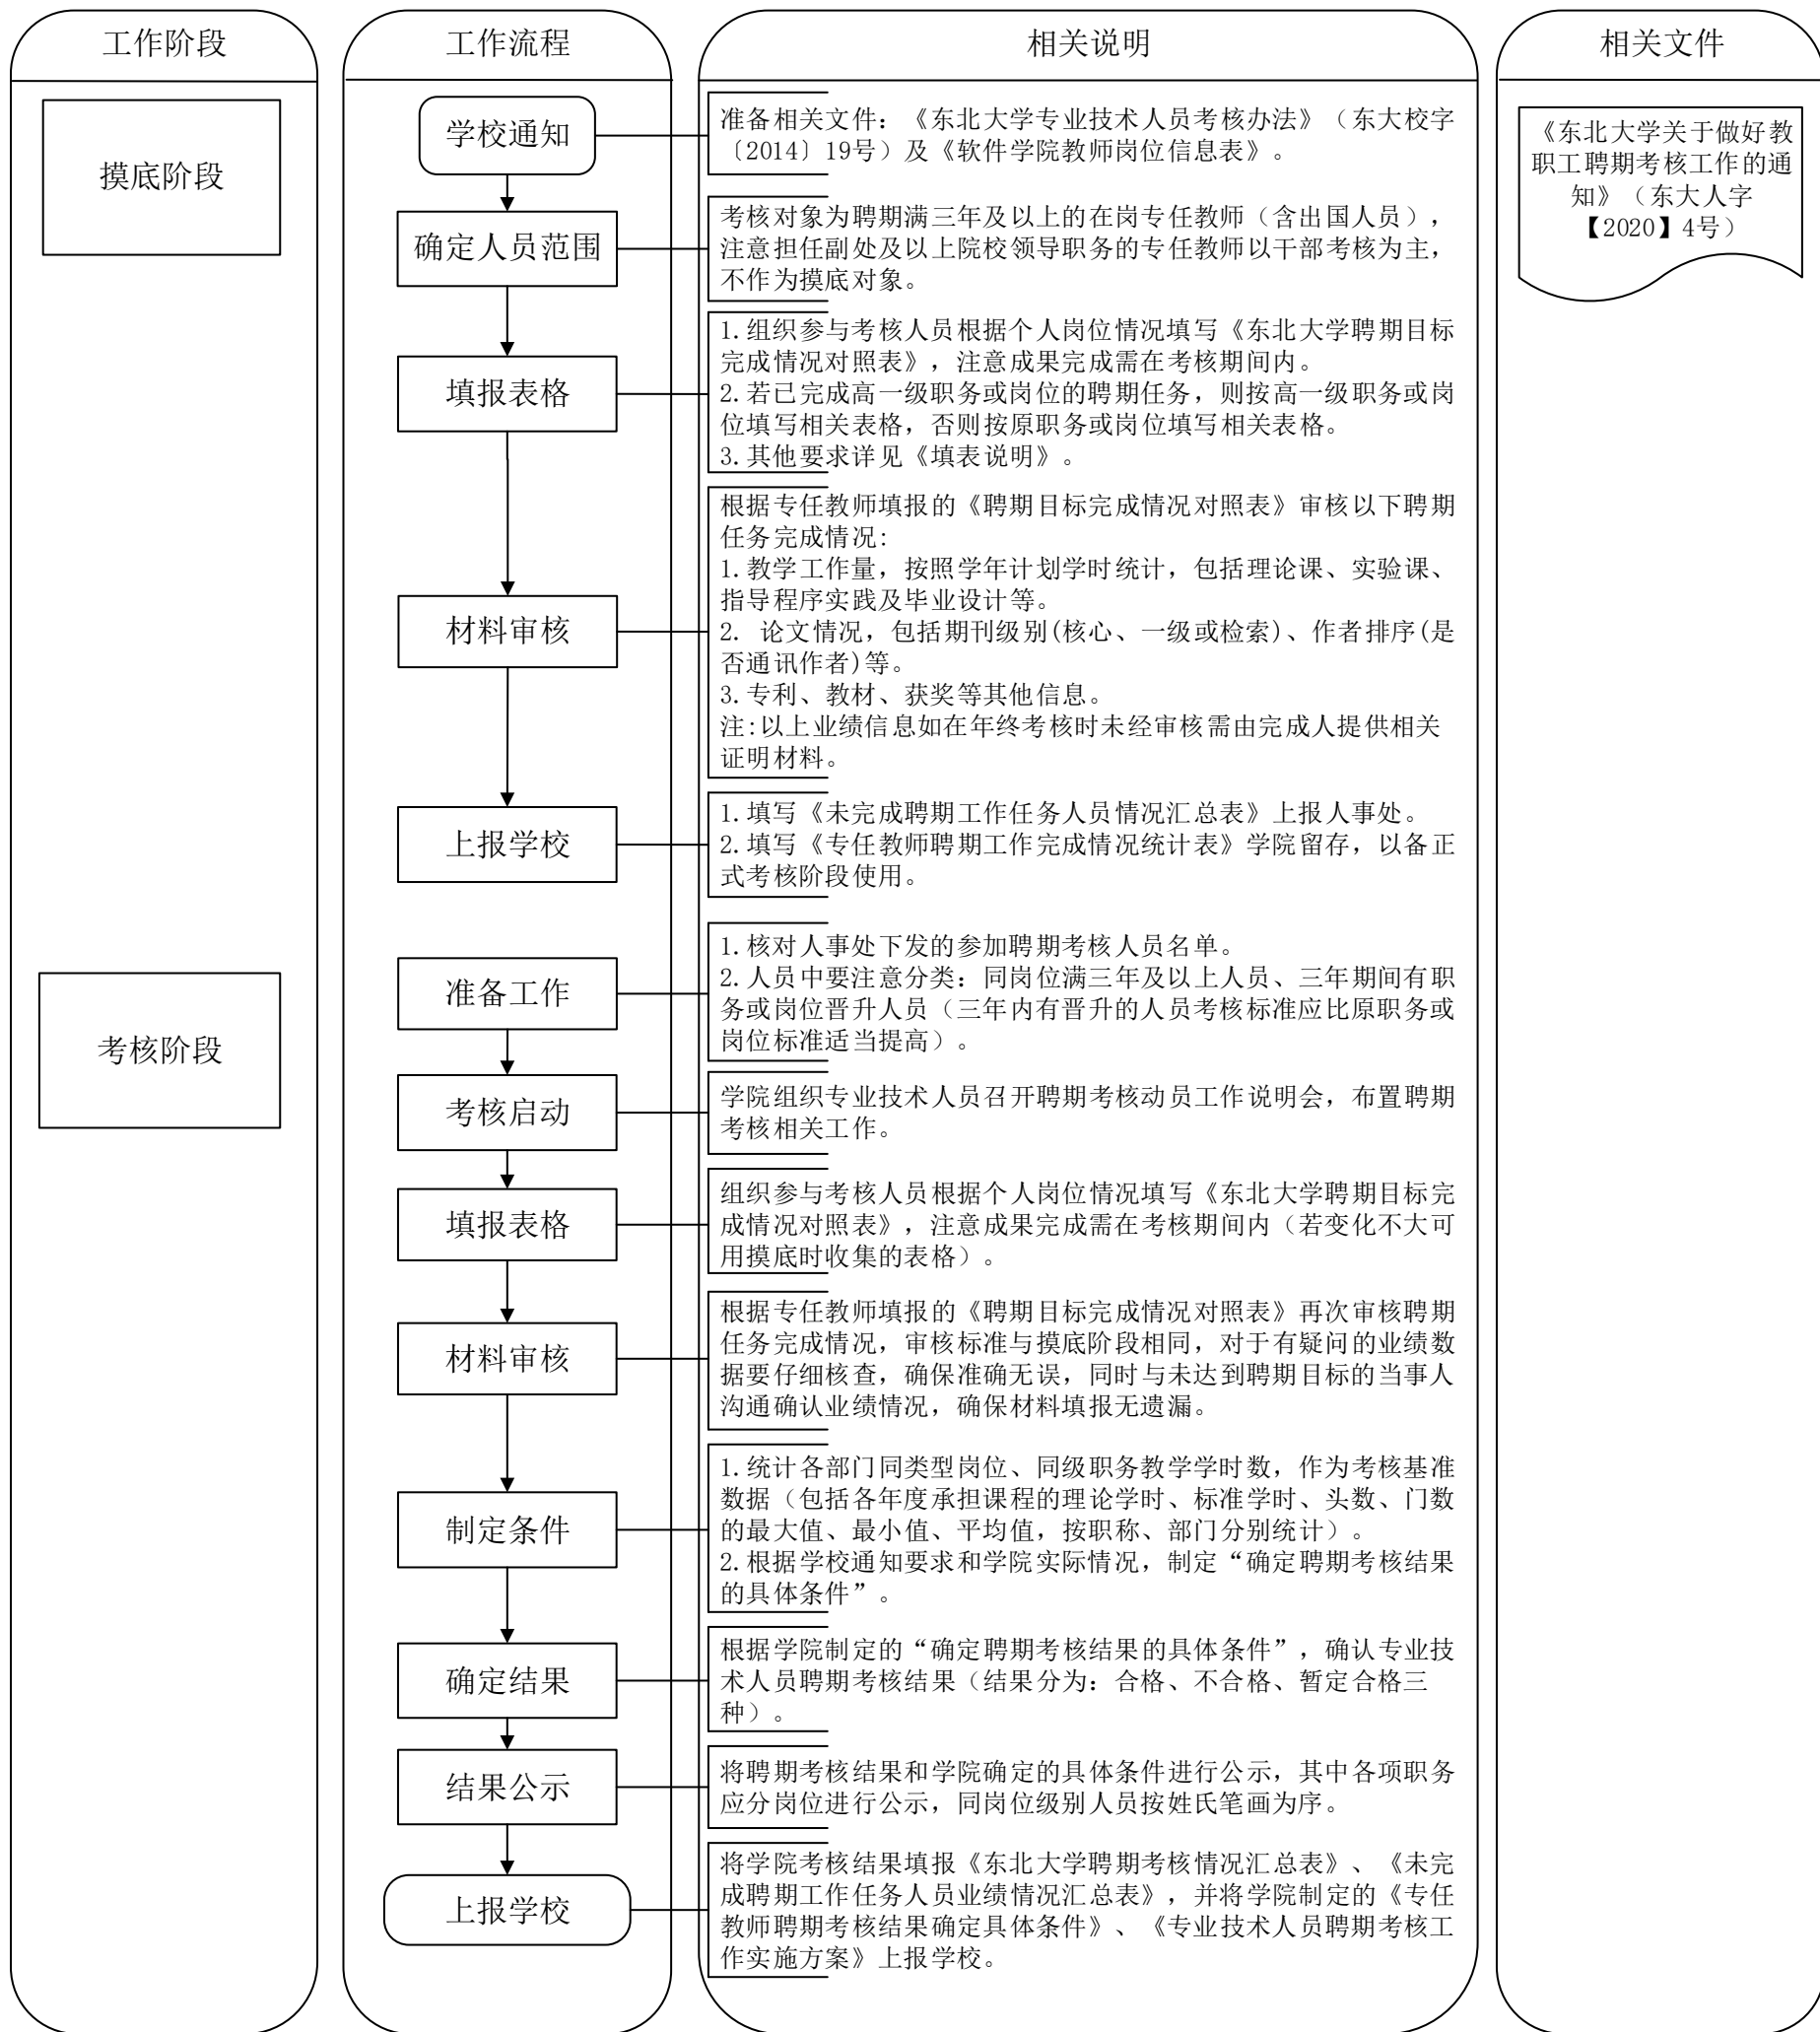 工作阶段
工作流程
相关说明
相关文件
摸底阶段
学校通知
准备相关文件：《东北大学专业技术人员考核办法》（东大校字
〔2014〕19号）及《软件学院教师岗位信息表》。
《东北大学关于做好教
职工聘期考核工作的通
知》（东大人字
【2020】4号）
确定人员范围
考核对象为聘期满三年及以上的在岗专任教师（含出国人员），
注意担任副处及以上院校领导职务的专任教师以干部考核为主，
不作为摸底对象。
填报表格
1.组织参与考核人员根据个人岗位情况填写《东北大学聘期目标
完成情况对照表》，注意成果完成需在考核期间内。
2.若已完成高一级职务或岗位的聘期任务，则按高一级职务或岗
位填写相关表格，否则按原职务或岗位填写相关表格。
3.其他要求详见《填表说明》。
材料审核
根据专任教师填报的《聘期目标完成情况对照表》审核以下聘期
任务完成情况：
1.教学工作量，按照学年计划学时统计，包括理论课、实验课、
指导程序实践及毕业设计等。
2. 论文情况，包括期刊级别(核心、一级或检索)、作者排序(是
否通讯作者)等。
3.专利、教材、获奖等其他信息。
注:以上业绩信息如在年终考核时未经审核需由完成人提供相关
证明材料。
上报学校
1.填写《未完成聘期工作任务人员情况汇总表》上报人事处。
2.填写《专任教师聘期工作完成情况统计表》学院留存，以备正
式考核阶段使用。
考核阶段
准备工作
1.核对人事处下发的参加聘期考核人员名单。
2.人员中要注意分类：同岗位满三年及以上人员、三年期间有职
务或岗位晋升人员（三年内有晋升的人员考核标准应比原职务或
岗位标准适当提高）。
考核启动
学院组织专业技术人员召开聘期考核动员工作说明会，布置聘期
考核相关工作。
填报表格
组织参与考核人员根据个人岗位情况填写《东北大学聘期目标完
成情况对照表》，注意成果完成需在考核期间内（若变化不大可
用摸底时收集的表格）。
材料审核
根据专任教师填报的《聘期目标完成情况对照表》再次审核聘期
任务完成情况，审核标准与摸底阶段相同，对于有疑问的业绩数
据要仔细核查，确保准确无误，同时与未达到聘期目标的当事人
沟通确认业绩情况，确保材料填报无遗漏。
制定条件
1.统计各部门同类型岗位、同级职务教学学时数，作为考核基准
数据（包括各年度承担课程的理论学时、标准学时、头数、门数
的最大值、最小值、平均值，按职称、部门分别统计）。
2.根据学校通知要求和学院实际情况，制定“确定聘期考核结果
的具体条件”。
确定结果
根据学院制定的“确定聘期考核结果的具体条件”，确认专业技
术人员聘期考核结果（结果分为：合格、不合格、暂定合格三
种）。
结果公示
将聘期考核结果和学院确定的具体条件进行公示，其中各项职务
应分岗位进行公示，同岗位级别人员按姓氏笔画为序。
上报学校
将学院考核结果填报《东北大学聘期考核情况汇总表》、《未完
成聘期工作任务人员业绩情况汇总表》，并将学院制定的《专任
教师聘期考核结果确定具体条件》、《专业技术人员聘期考核工
作实施方案》上报学校。